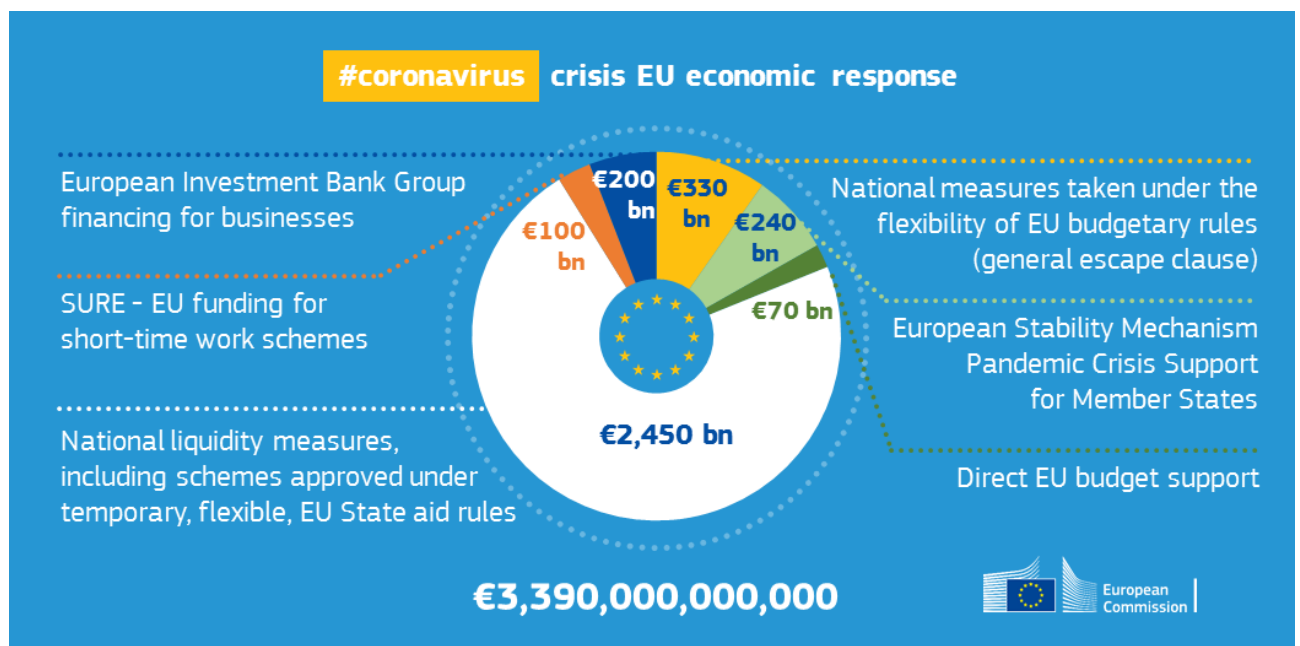 #coronavirus crisis EU economic response
European Investment Bank Group
financing for businesses
SURE - EU funding for
short-time work schemes
National liquidity measures,
including schemes approved under
temporary, flexible, EU State aid rules
€200
bn
€330
bn
€240
bn
€100
bn
€70 bn
€2,450 bn
National measures taken under the
flexibility of EU budgetary rules
(general escape clause)
European Stability Mechanism
Pandemic Crisis Support
for Member States
Direct EU budget support
€3,390,000,000,000
European
Commission